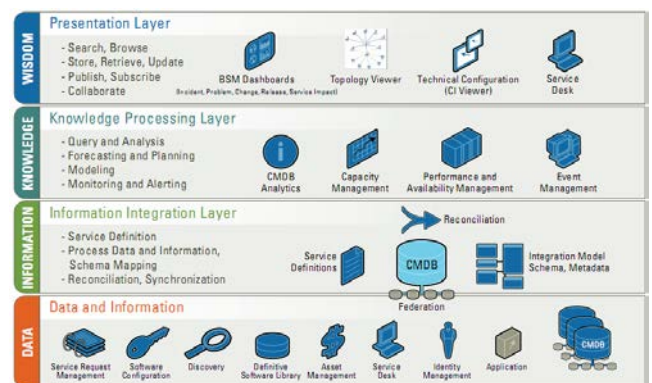 WISDOM
Presentation Layer
- Search, Browse
- Store, Retrieve, Update
- Publish, Subscribe
- Collaborate
BSM Dashboards
(Incident, Problem, Change, Release, Service Impact)
Topology Viewer
Technical Configuration
(CI Viewer)
Service
Desk
KNOWLEDGE
Knowledge Processing Layer
- Query and Analysis
- Forecasting and Planning
- Modeling
- Monitoring and Alerting
CMDB
Analytics
Capacity
Management
Performance and
Availability Management
Event
Management
INFORMATION
Information Integration Layer
- Service Definition
- Process Data and Information,
Schema Mapping
- Reconciliation, Synchronization
Reconciliation
Service
Definitions
CMDB
Integration Model
Schema, Metadata
Federation
DATA
Data and Information
Service Request
Management
Software
Configuration
Discovery
Definitive
Software Library
Asset
Management
Service
Desk
Identity
Management
Application
CMDB